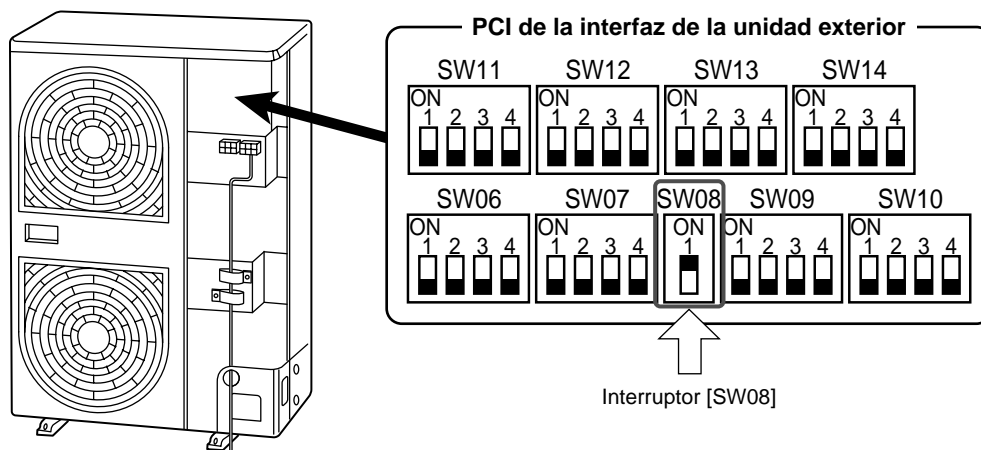 PCI de la interfaz de la unidad exterior
SW11 SW12 SW13 SW14
ON ON ON ON
1 2 3 4 1 2 3 4 1 2 3 4 1 2 3 4
SW06 SW07 SW08 SW09 SW10
ON ON ON ON ON
1 2 3 4 1 2 3 4 1 1 2 3 4 1 2 3 4
Interruptor [SW08]